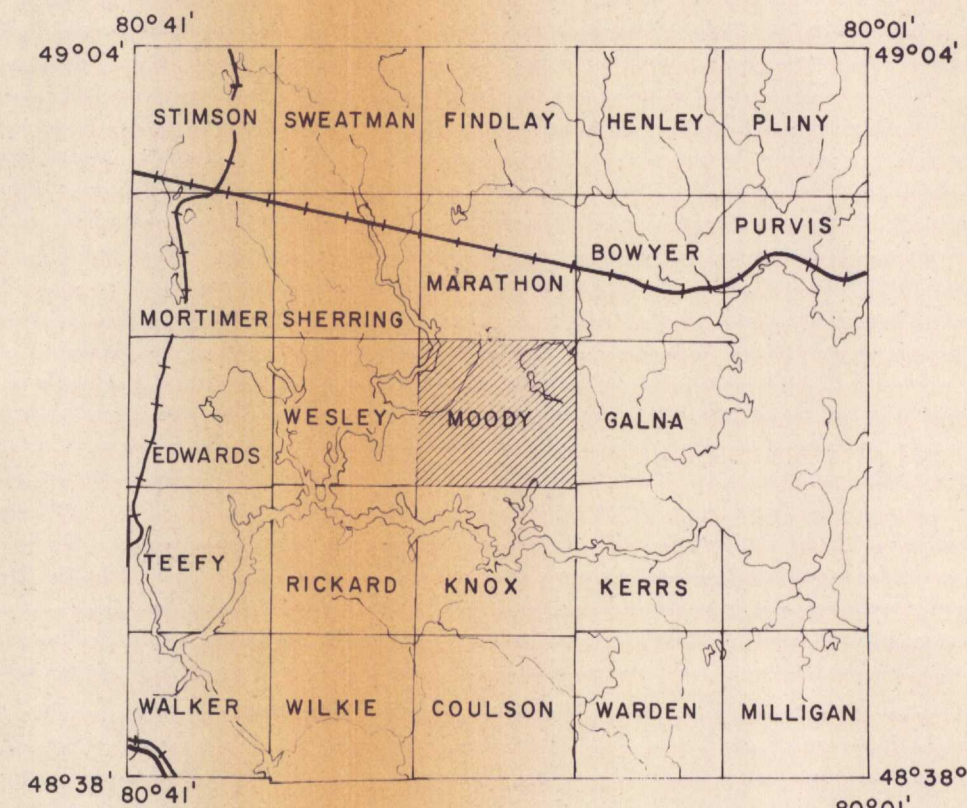 80°41'
80°01'
49°04'
49°04'
STIMSON SWEATMAN FINDLAY HENLEY PLINY
PURVIS
BOWYER
MARATHON
MORTIMER SHERRING
WESLEY MOODY GALNA
EDWARDS
TEEFY
RICKARD KNOX KERRS
WALKER WILKIE COULSON WARDEN MILLIGAN
48°38'
48°38'
80°41'
80°01'